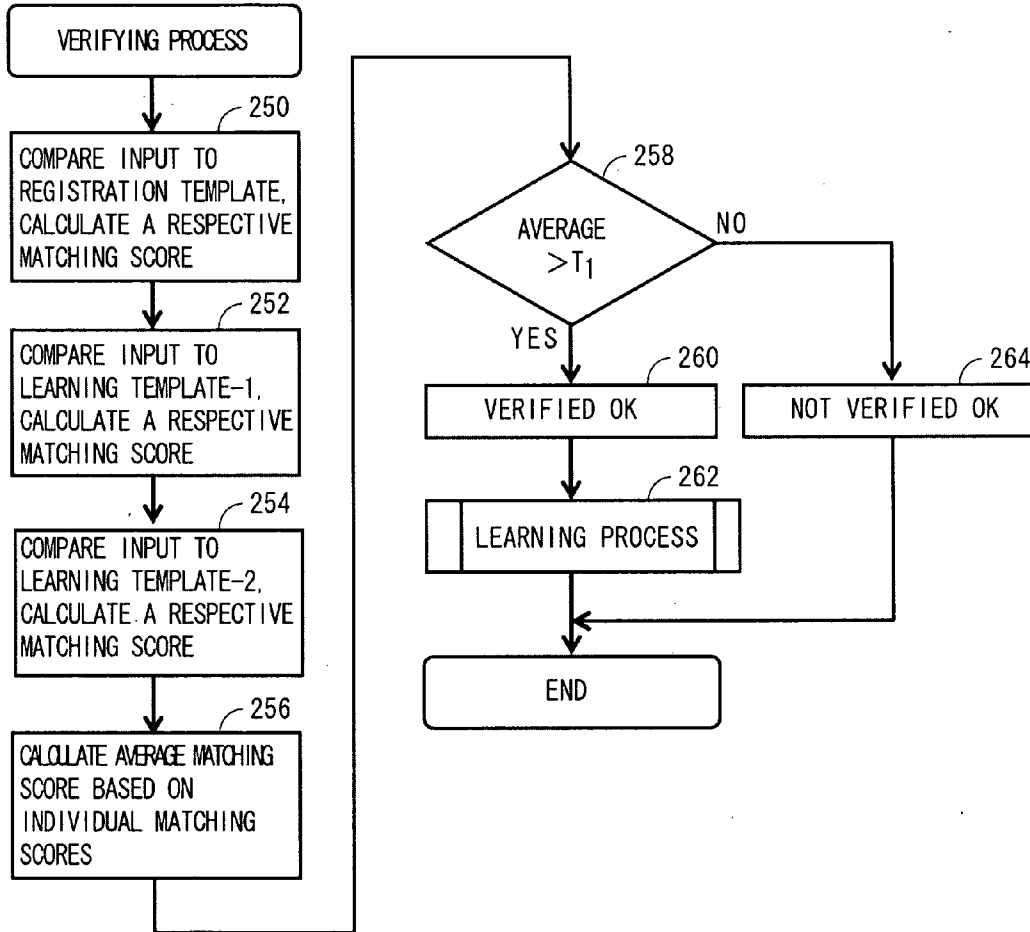 VERIFYING PROCESS
250
COMPARE INPUT TO
REGISTRATION TEMPLATE,
CALCULATE A RESPECTIVE
MATCHING SCORE
252
COMPARE INPUT TO
LEARNING TEMPLATE-1,
CALCULATE A RESPECTIVE
MATCHING SCORE
254
COMPARE INPUT TO
LEARNING TEMPLATE-2,
CALCULATE A RESPECTIVE
MATCHING SCORE
256
CALCULATE AVERAGE MATCHING
SCORE BASED ON
INDIVIDUAL MATCHING
SCORES
258
AVERAGE
>T1
NO
YES
260
VERIFIED OK
264
NOT VERIFIED OK
262
LEARNING PROCESS
END